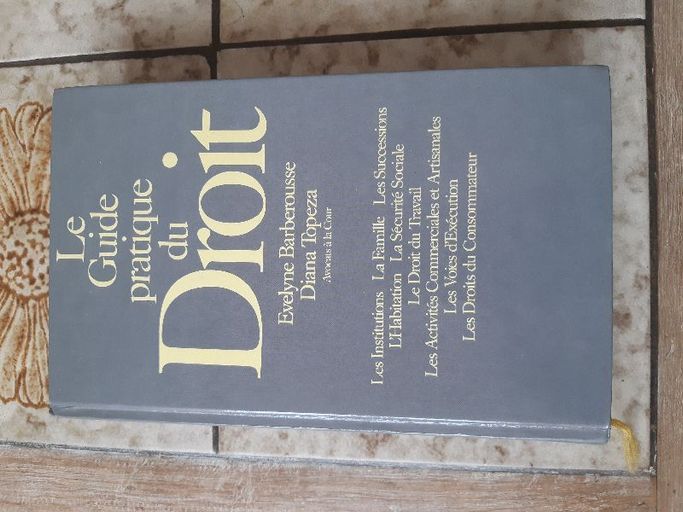 Le
Guide
pratique
du
Droit
Evelyne Barberousse
Diana Topeza
Avocats à la Cour
Les Institutions La Famille Les Successions
L'Habitation La Sécurité Sociale
Le Droit du Travail
Les Activités Commerciales et Artisanales
Les Voies d'Exécution
Les Droits du Consommateur